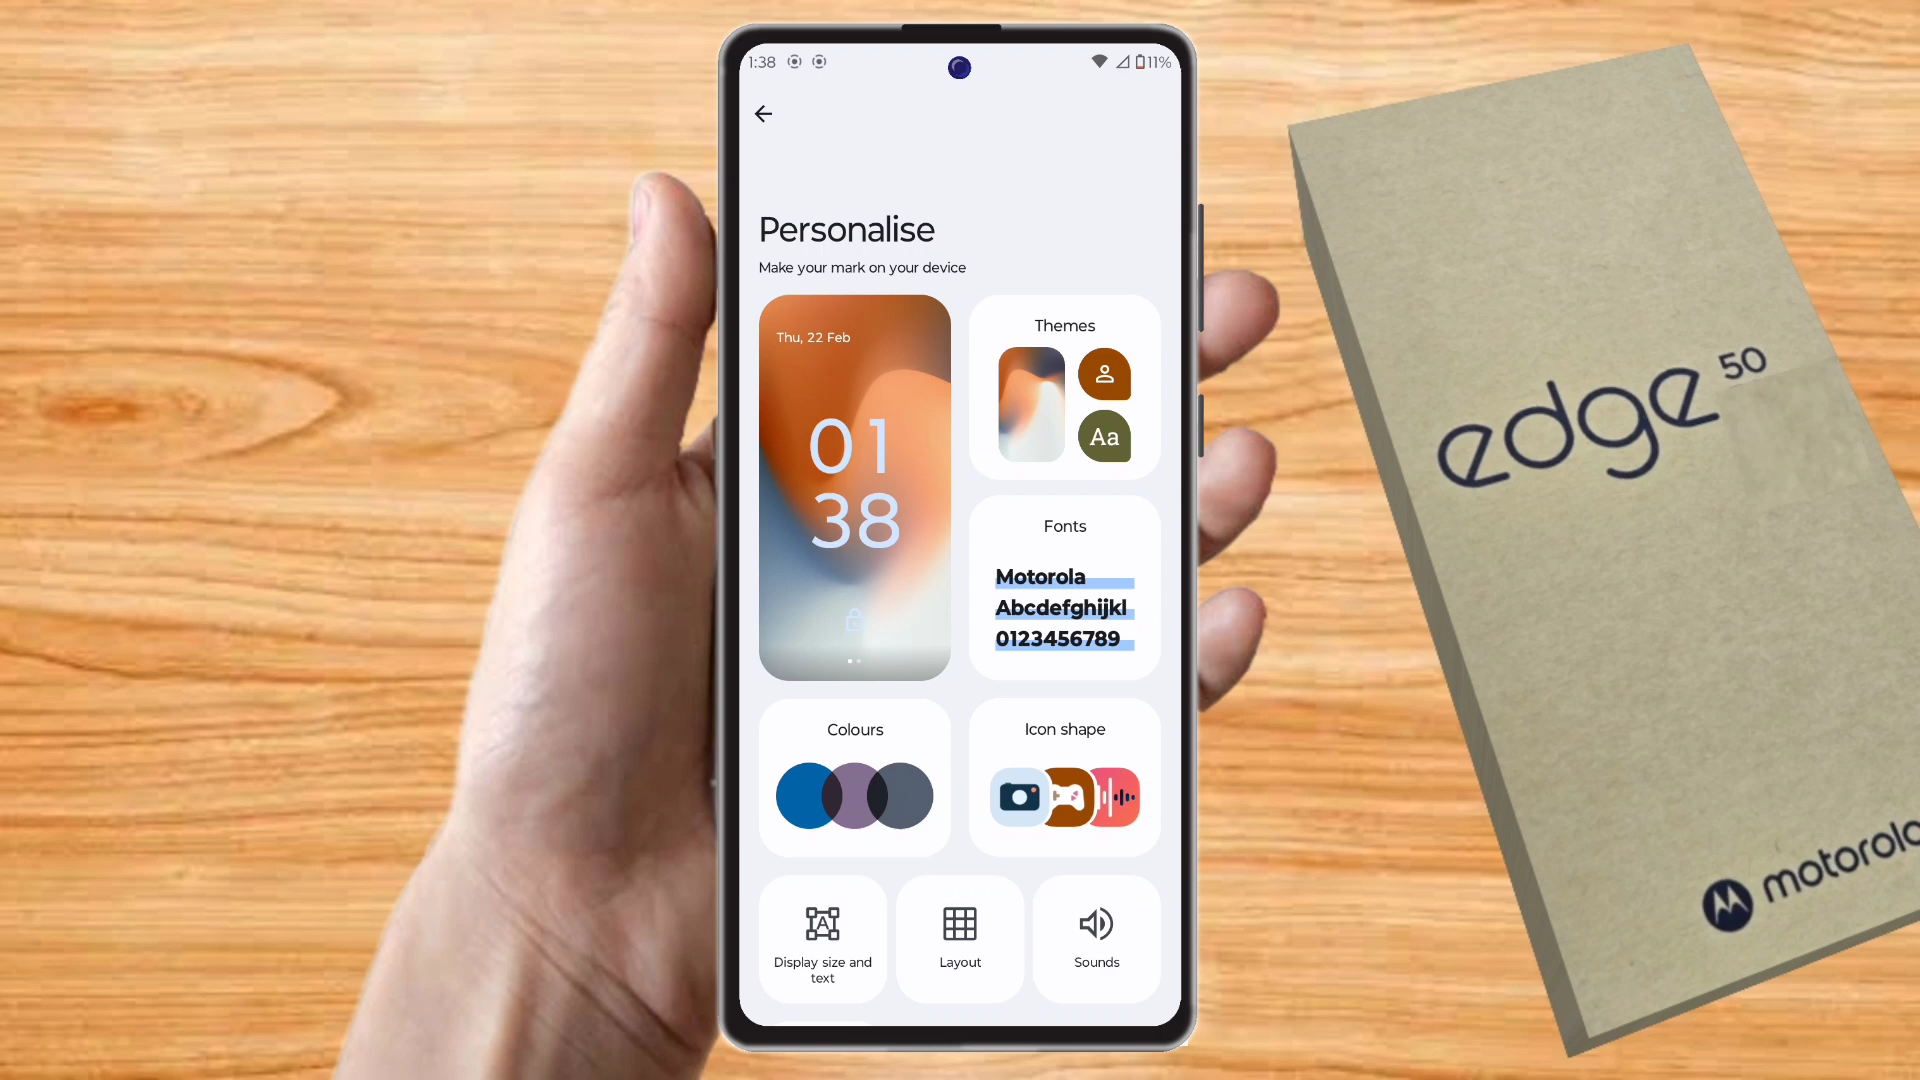 1:38
11%
Personalise
Make your mark on your device
Thu, 22 Feb
01
38
Themes
Aa
Fonts
Motorola
Abcdefghijkl
0123456789
Colours
Icon shape
A
Display size and
text
Layout
Sounds
edge 50
motorola